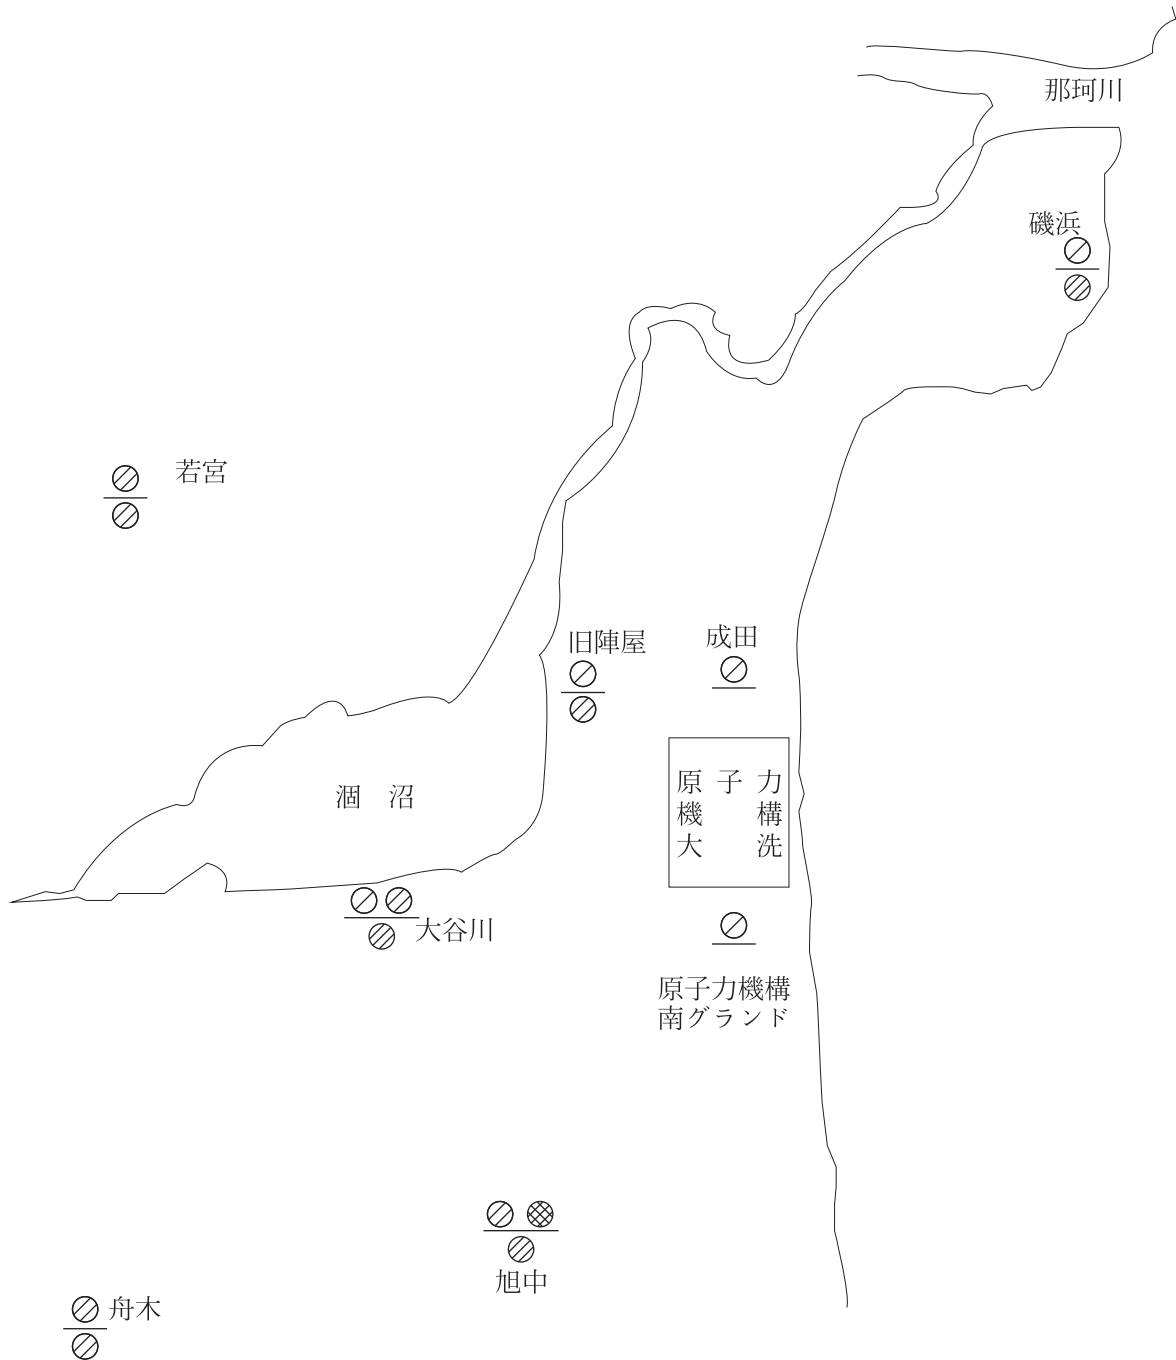 那珂川
磯浜
若宮
旧陣屋
成田
原子力
機構
大洗
涸沼
大谷川
原子力機構
南グランド
旭中
舟木